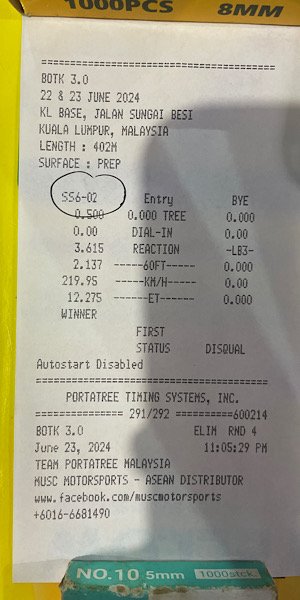 1000PCS 8MM
===================================
BOTK 3.0
22 & 23 JUNE 2024
KL BASE, JALAN SUNGAI BESI
KUALA LUMPUR, MALAYSIA
LENGTH : 402M
SURFACE : PREP
SS6-02 Entry BYE
0.500 0.000 TREE 0.000
0.00 DIAL-IN 0.00
3.615 REACTION -LB3-
2.137 -----60FT----- 0.000
219.95 -----KM/H----- 0.00
12.275 ------ET------ 0.000
WINNER
FIRST
STATUS DISQUAL
Autostart Disabled
===================================
PORTATREE TIMING SYSTEMS, INC.
============= 291/292 ==========600214
BOTK 3.0 ELIM RND 4
June 23, 2024 11:05:29 PM
TEAM PORTATREE MALAYSIA
MUSC MOTORSPORTS - ASEAN DISTRIBUTOR
www.facebook.com/muscmotorsports
+6016-6681490
NO.10 5mm 1000stck.